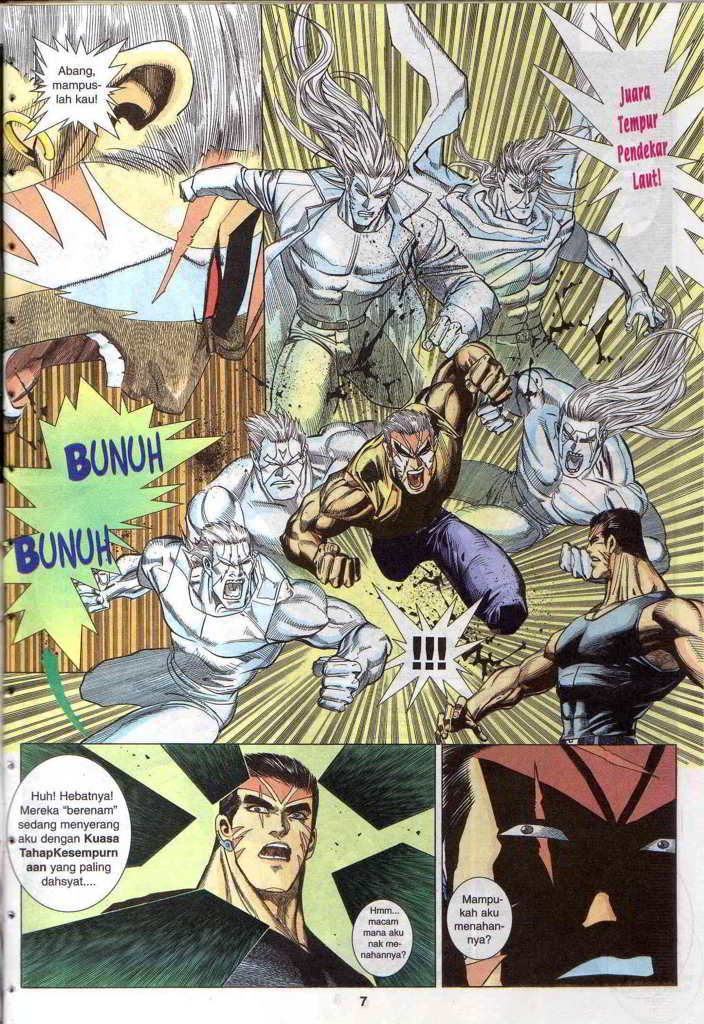 Abang,
mampus-
lah kau!
Juara
Tempur
Pendekar
Laut!
BUNUH
BUNUH
!!!
Huh! Hebatnya!
Mereka "berenam"
sedang menyerang
aku dengan Kuasa
TahapKesempurn
aan yang paling
dahsyat....
Hmm...
macam
mana aku
nak me-
nahannya?
Mampu-
kah aku
menahan-
nya?
7